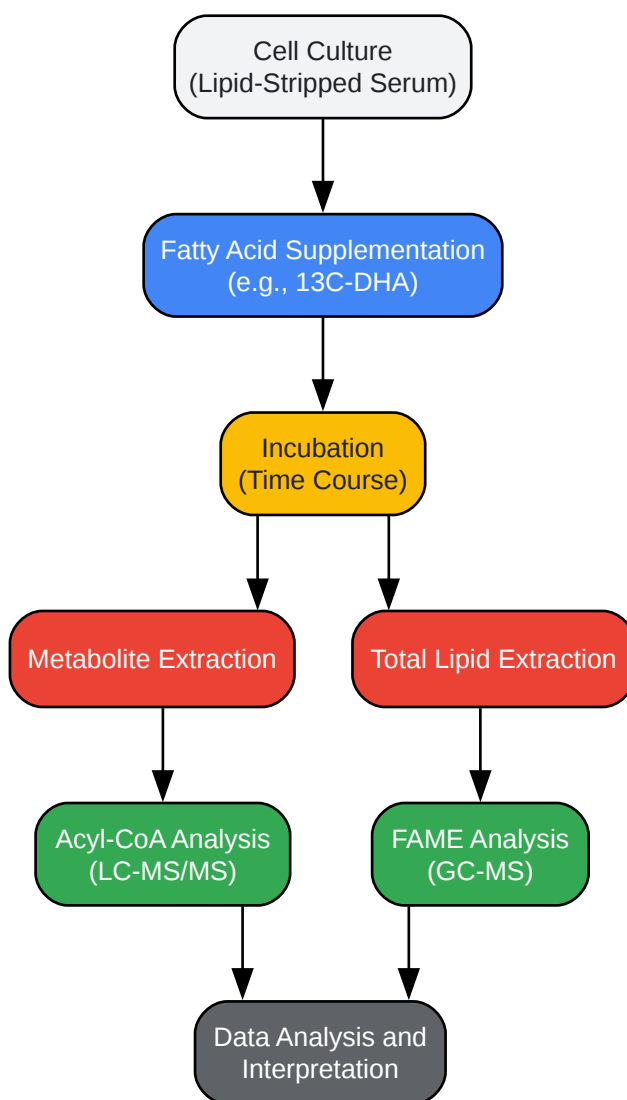 Cell Culture
(Lipid-Stripped Serum)
Fatty Acid Supplementation
(e.g., 13C-DHA)
Incubation
(Time Course)
Metabolite Extraction
Total Lipid Extraction
Acyl-CoA Analysis
(LC-MS/MS)
FAME Analysis
(GC-MS)
Data Analysis and
Interpretation